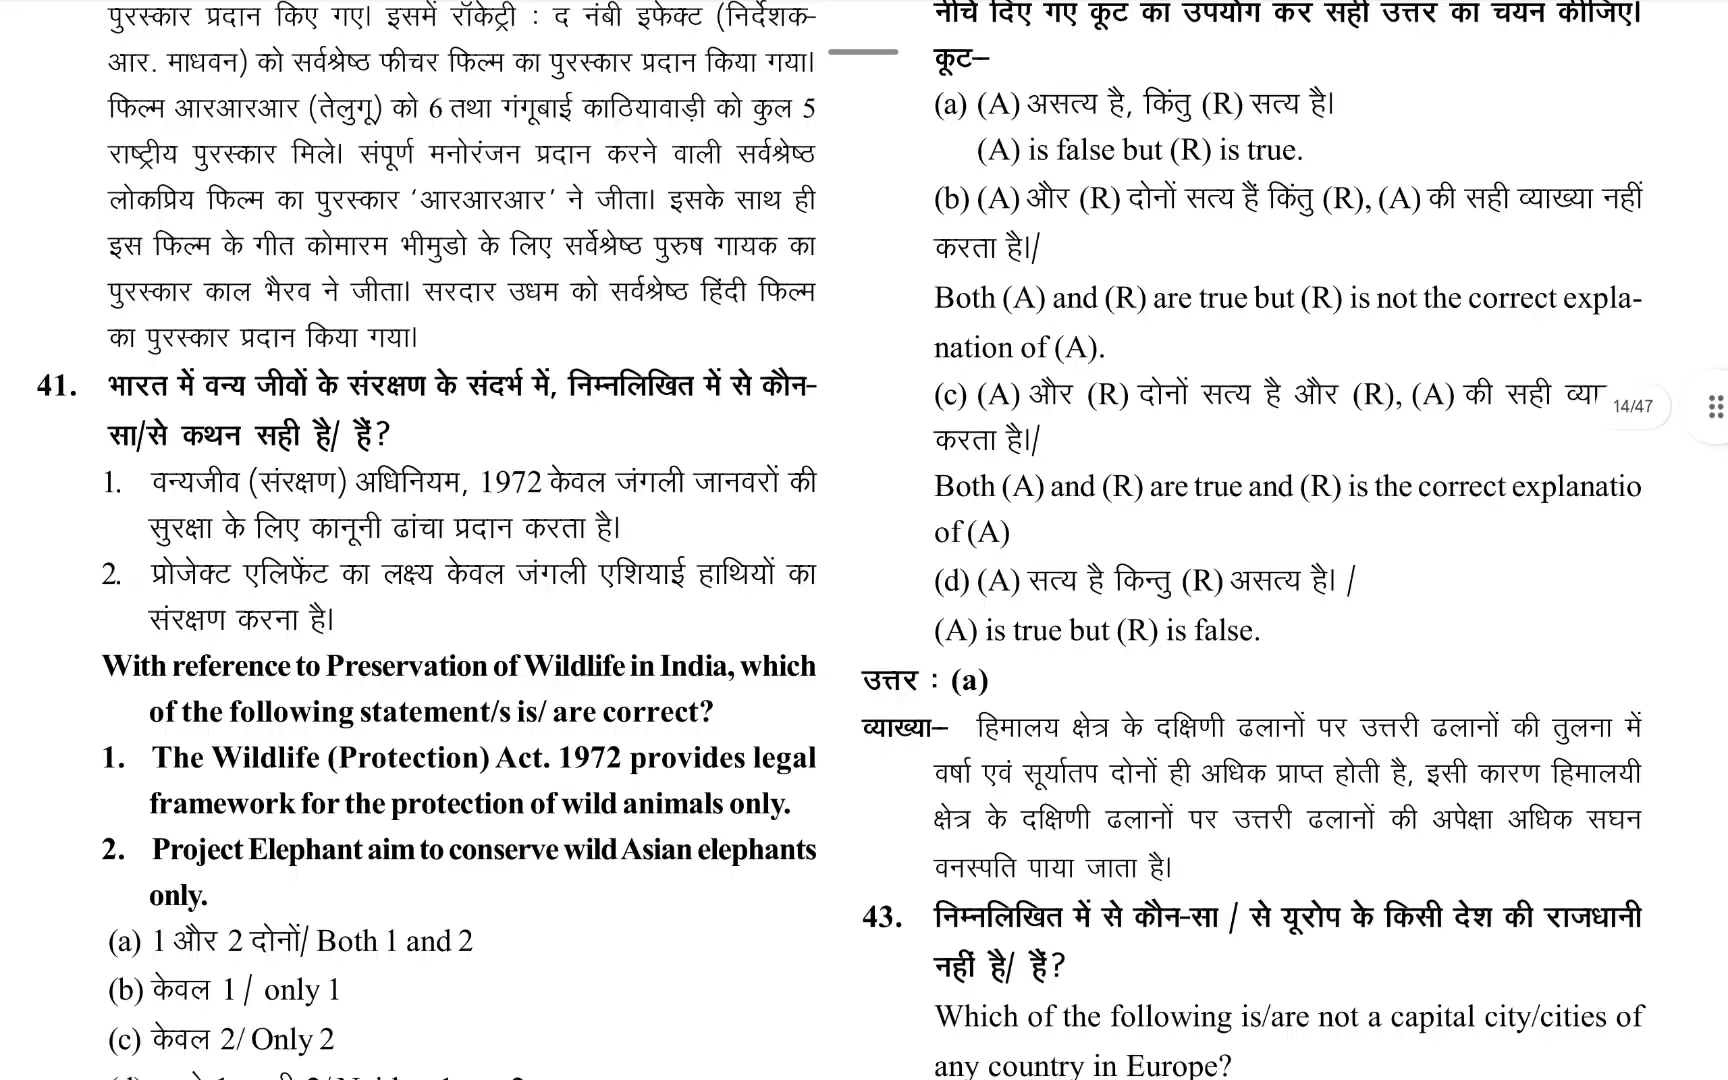 पुरस्कार प्रदान किए गए। इसमें रॉकेट्री : द नंबी इफेक्ट (निर्देशक-
आर. माधवन) को सर्वश्रेष्ठ फीचर फिल्म का पुरस्कार प्रदान किया गया।
फिल्म आरआरआर (तेलुगू) को 6 तथा गंगूबाई काठियावाड़ी को कुल 5
राष्ट्रीय पुरस्कार मिले। संपूर्ण मनोरंजन प्रदान करने वाली सर्वश्रेष्ठ
लोकप्रिय फिल्म का पुरस्कार ‘आरआरआर’ ने जीता। इसके साथ ही
इस फिल्म के गीत कोमारम भीमुडो के लिए सर्वेश्रेष्ठ पुरुष गायक का
पुरस्कार काल भैरव ने जीता। सरदार उधम को सर्वश्रेष्ठ हिंदी फिल्म
का पुरस्कार प्रदान किया गया।
41. भारत में वन्य जीवों के संरक्षण के संदर्भ में, निम्नलिखित में से कौन-
सा/से कथन सही है/ हैं?
1. वन्यजीव (संरक्षण) अधिनियम, 1972 केवल जंगली जानवरों की
सुरक्षा के लिए कानूनी ढांचा प्रदान करता है।
2. प्रोजेक्ट एलिफेंट का लक्ष्य केवल जंगली एशियाई हाथियों का
संरक्षण करना है।
With reference to Preservation of Wildlife in India, which
of the following statement/s is/ are correct?
1. The Wildlife (Protection) Act. 1972 provides legal
framework for the protection of wild animals only.
2. Project Elephant aim to conserve wild Asian elephants
only.
(a) 1 और 2 दोनों/ Both 1 and 2
(b) केवल 1 / only 1
(c) केवल 2/ Only 2
नीचे दिए गए कूट का उपयोग कर सही उत्तर का चयन कीजिए।
कूट–
(a) (A) असत्य है, किंतु (R) सत्य है।
(A) is false but (R) is true.
(b) (A) और (R) दोनों सत्य हैं किंतु (R), (A) की सही व्याख्या नहीं
करता है।/
Both (A) and (R) are true but (R) is not the correct expla-
nation of (A).
(c) (A) और (R) दोनों सत्य है और (R), (A) की सही व्या
14/47
करता है।/
Both (A) and (R) are true and (R) is the correct explanatio
of (A)
(d) (A) सत्य है किन्तु (R) असत्य है। /
(A) is true but (R) is false.
उत्तर : (a)
व्याख्या– हिमालय क्षेत्र के दक्षिणी ढलानों पर उत्तरी ढलानों की तुलना में
वर्षा एवं सूर्यातप दोनों ही अधिक प्राप्त होती है, इसी कारण हिमालयी
क्षेत्र के दक्षिणी ढलानों पर उत्तरी ढलानों की अपेक्षा अधिक सघन
वनस्पति पाया जाता है।
43. निम्नलिखित में से कौन-सा / से यूरोप के किसी देश की राजधानी
नहीं है/ हैं?
Which of the following is/are not a capital city/cities of
any country in Europe?